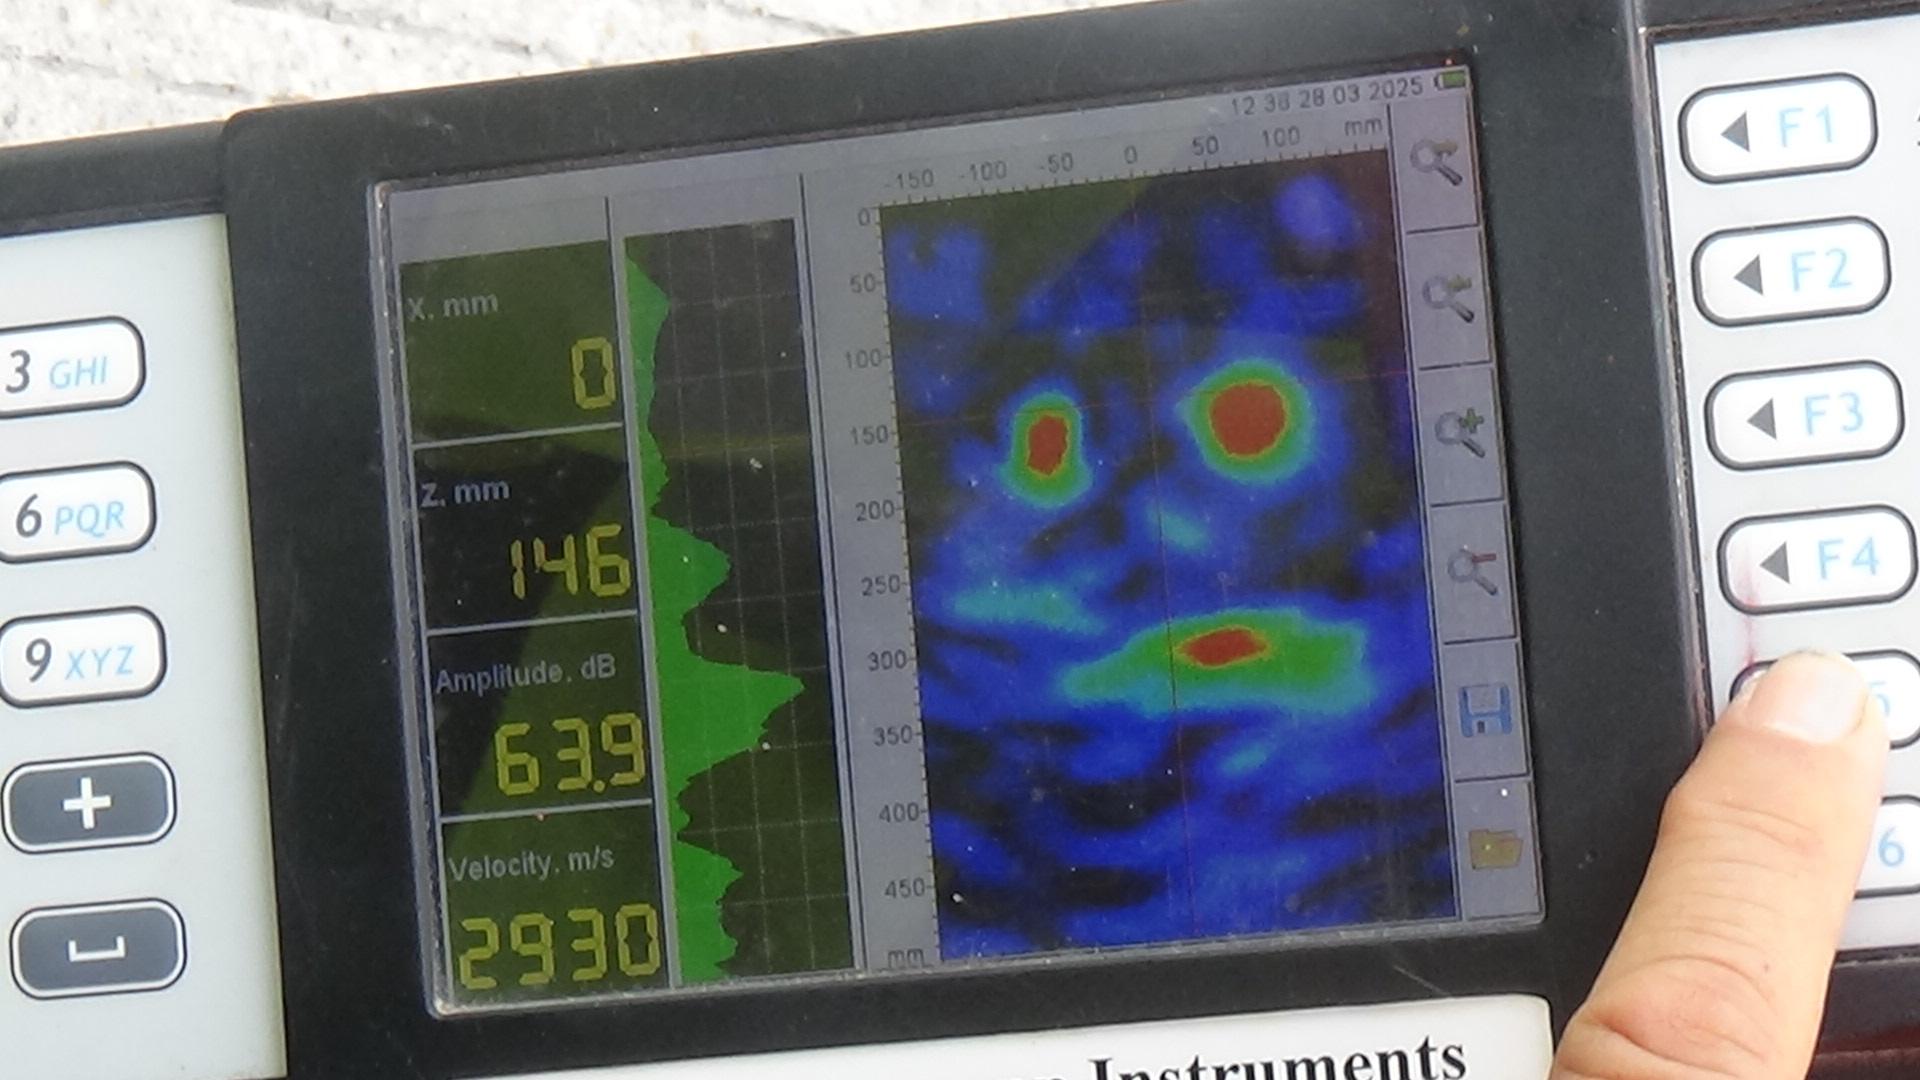 12 38 28 03 2025
-150 -100 -50 0 50 100 mm
0
50
100
150
200
250
300
350
400
450
mm
X. mm
0
Z. mm
146
Amplitude. dB
63.9
Velocity. m/s
2930
3 GHI
6 PQR
9 XYZ
+
F1
F2
F3
F4
5
6
Instruments